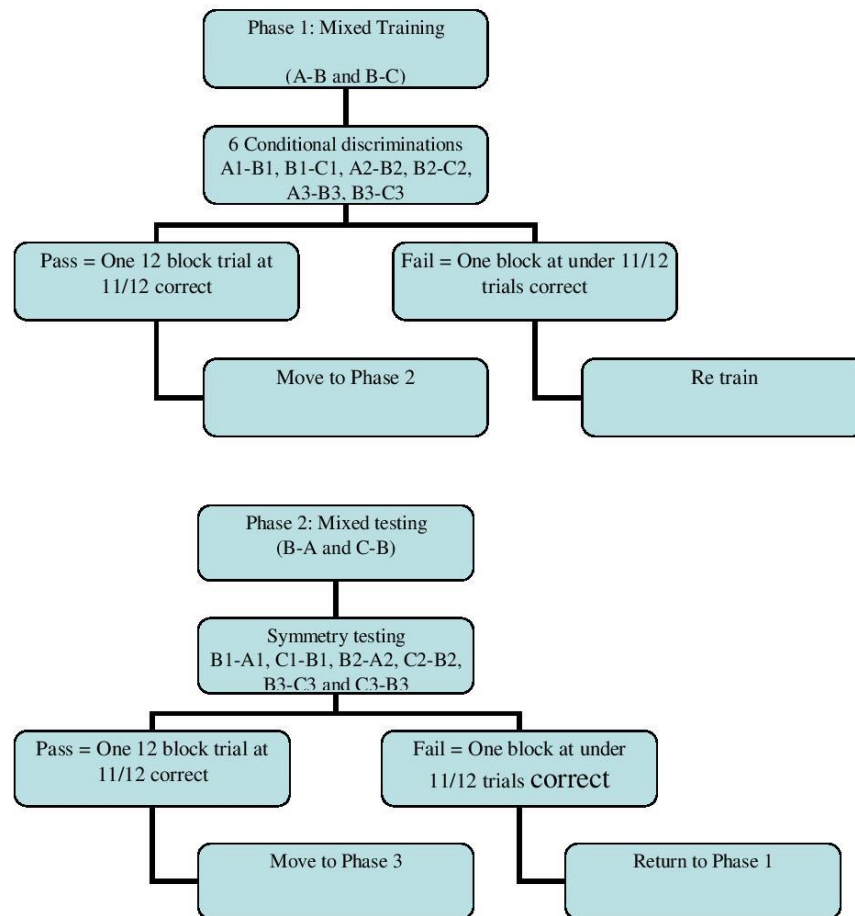 Phase 1: Mixed Training
(A-B and B-C)
6 Conditional discriminations
A1-B1, B1-C1, A2-B2, B2-C2,
A3-B3, B3-C3
Pass = One 12 block trial at
11/12 correct
Fail = One block at under 11/12
trials correct
Move to Phase 2
Re train
Phase 2: Mixed testing
(B-A and C-B)
Symmetry testing
B1-A1, C1-B1, B2-A2, C2-B2,
B3-C3 and C3-B3
Pass = One 12 block trial at
11/12 correct
Fail = One block at under
11/12 trials correct
Move to Phase 3
Return to Phase 1